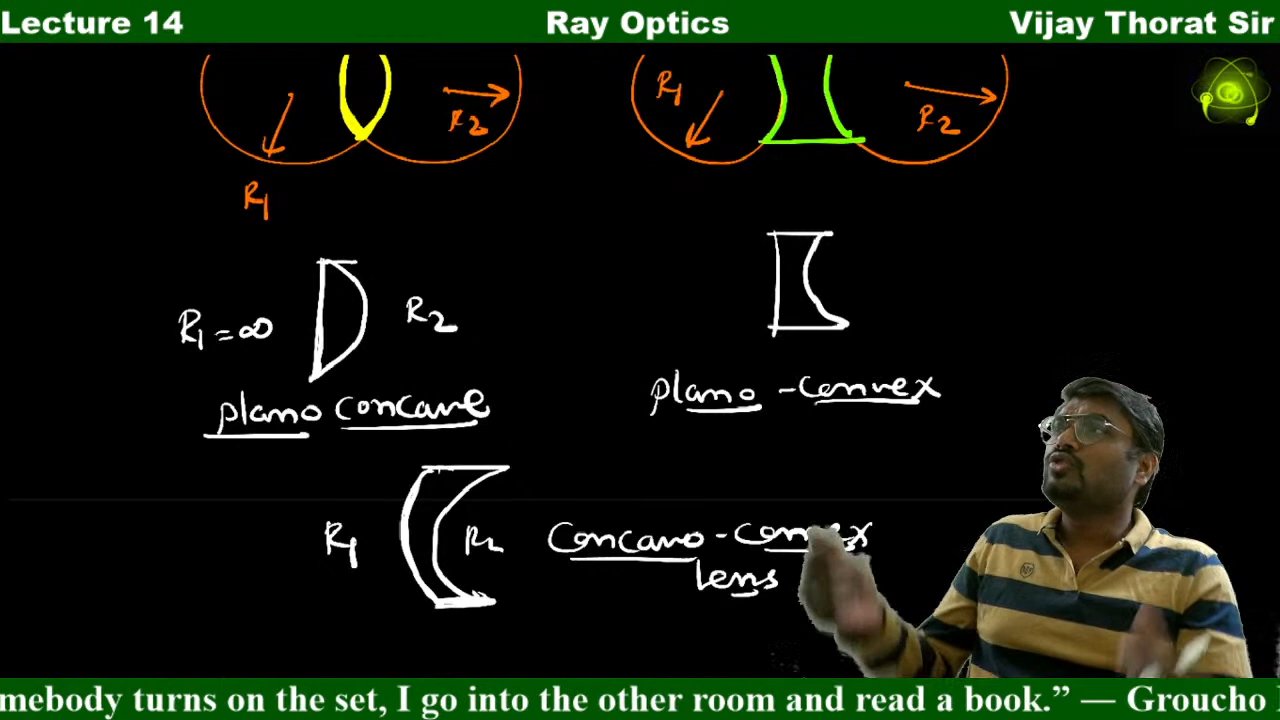 Lecture 14 Ray Optics Vijay Thorat Sir
R1 R2
R2
R1
R1 = ∞ R2
plano concave
plano - convex
R1 R2 Concavo - convex
lens
mebody turns on the set, I go into the other room and read a book.” — Groucho